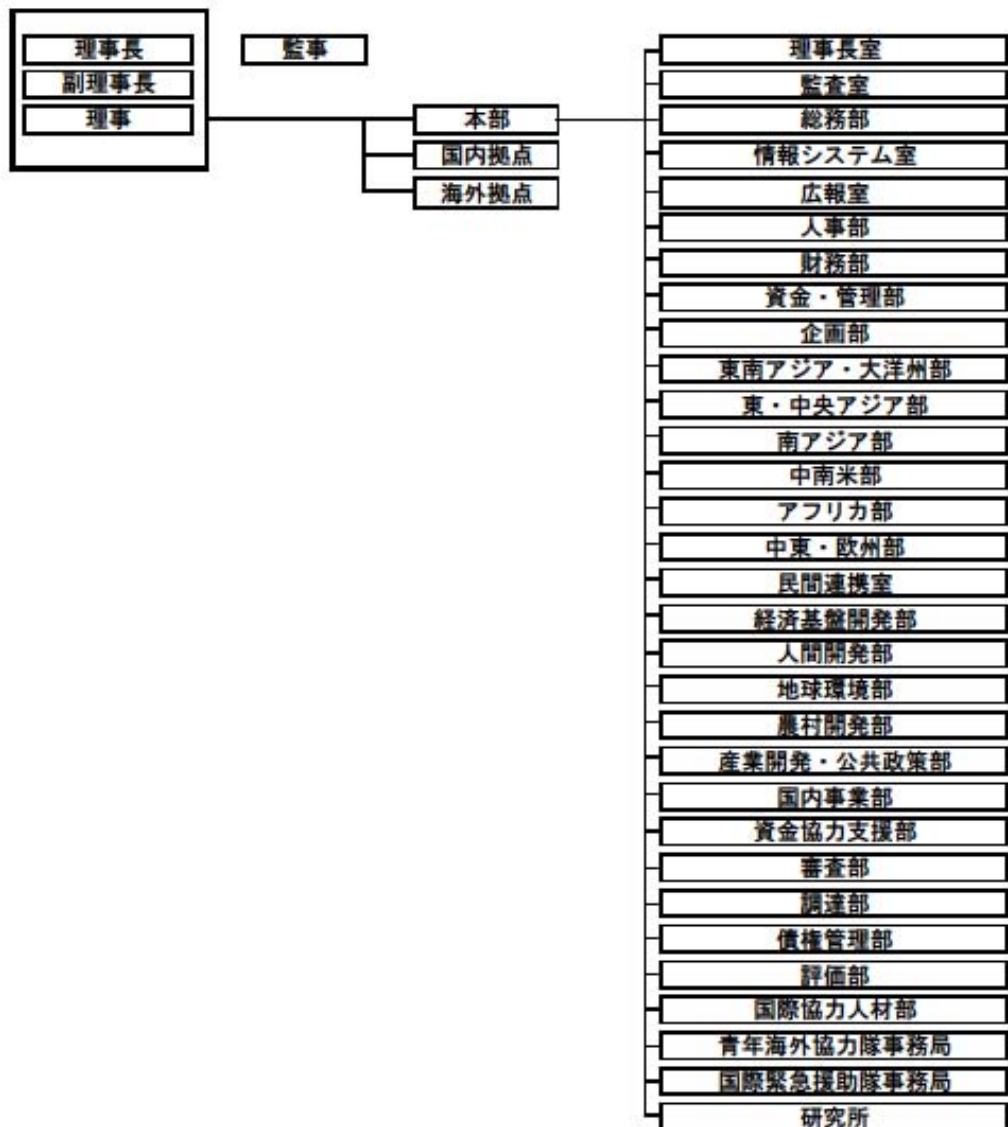 理事長
副理事長
理事
監事
本部
国内拠点
海外拠点
理事長室
監査室
総務部
情報システム室
広報室
人事部
財務部
資金・管理部
企画部
東南アジア・大洋州部
東・中央アジア部
南アジア部
中南米部
アフリカ部
中東・欧州部
民間連携室
経済基盤開発部
人間開発部
地球環境部
農村開発部
産業開発・公共政策部
国内事業部
資金協力支援部
審査部
調達部
債権管理部
評価部
国際協力人材部
青年海外協力隊事務局
国際緊急援助隊事務局
研究所